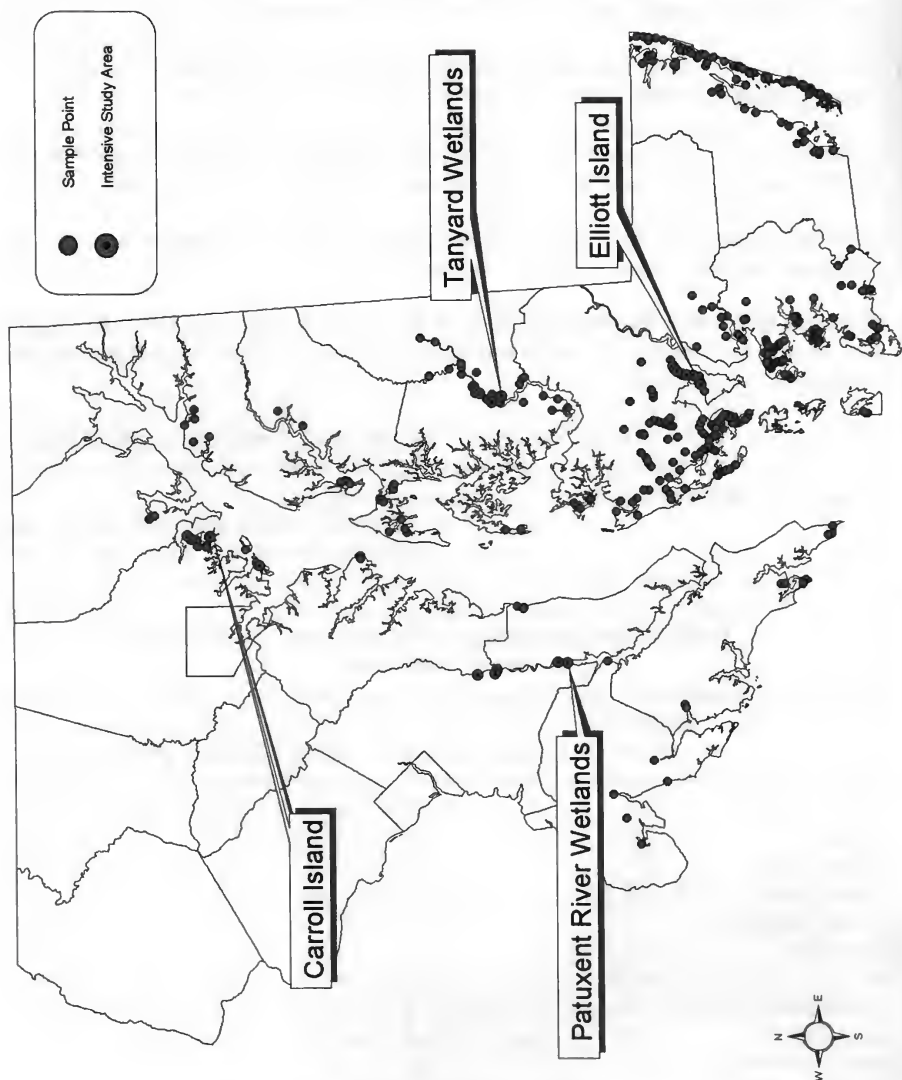 Sample Point
Intensive Study Area
Tanyard Wetlands
Elliott Island
Carroll Island
Patuxent River Wetlands
N
W
E
S